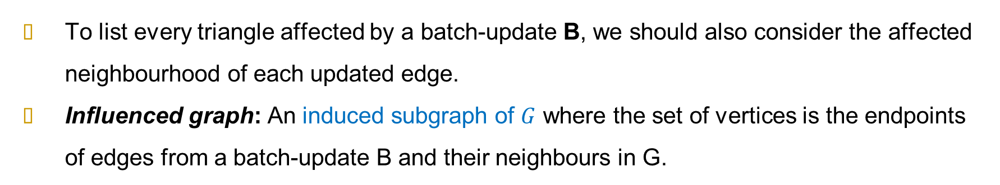 To list every triangle affected by a batch-update B, we should also consider the affected
neighbourhood of each updated edge.
Influenced graph: An induced subgraph of G where the set of vertices is the endpoints
of edges from a batch-update B and their neighbours in G.